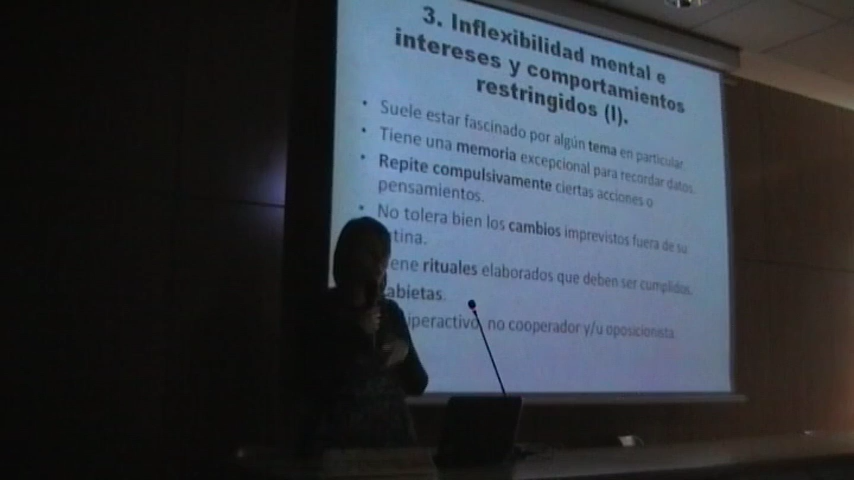 3. Inflexibilidad mental e
intereses y comportamientos
restringidos (I).
• Suele estar fascinado por algún tema en particular.
• Tiene una memoria excepcional para recordar datos.
• Repite compulsivamente ciertas acciones o
pensamientos.
• No tolera bien los cambios imprevistos fuera de su
tina.
ene rituales elaborados que deben ser cumplidos.
abietas.
iperactivo, no cooperador y/u oposicionista.